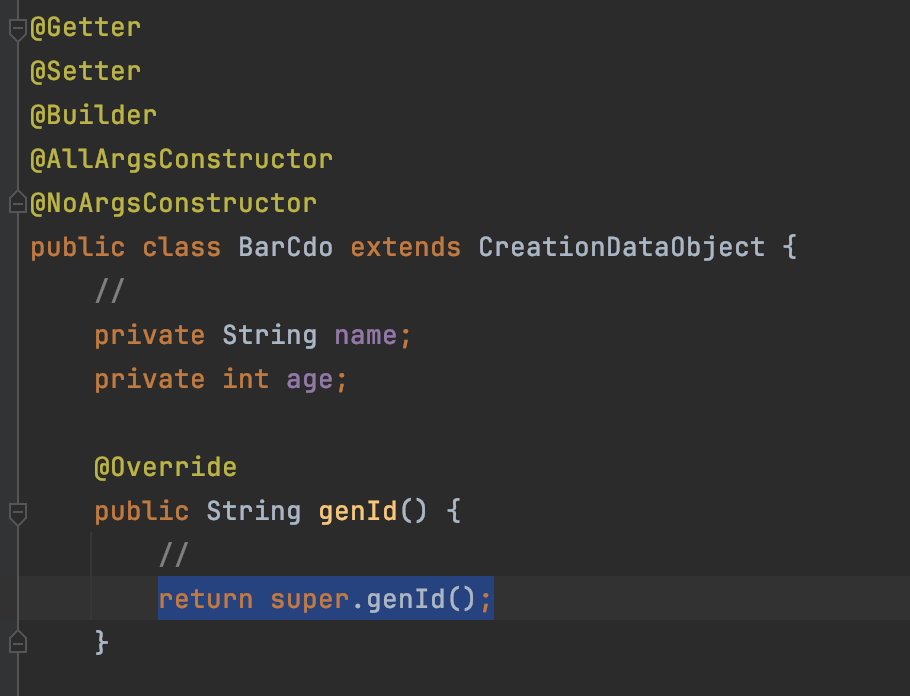 @Getter
@Setter
@Builder
@AllArgsConstructor
@NoArgsConstructor
public class BarCdo extends CreationDataObject {
    //
    private String name;
    private int age;

    @Override
    public String genId() {
        //
        return super.genId();
    }